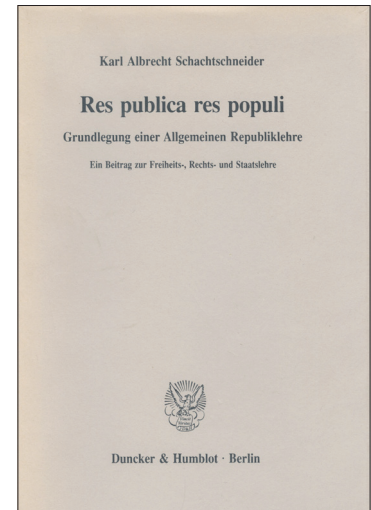 Karl Albrecht Schachtschneider
Res publica res populi
Grundlegung einer Allgemeinen Republiklehre
Ein Beitrag zur Freiheits-, Rechts- und Staatslehre
Duncker & Humblot · Berlin